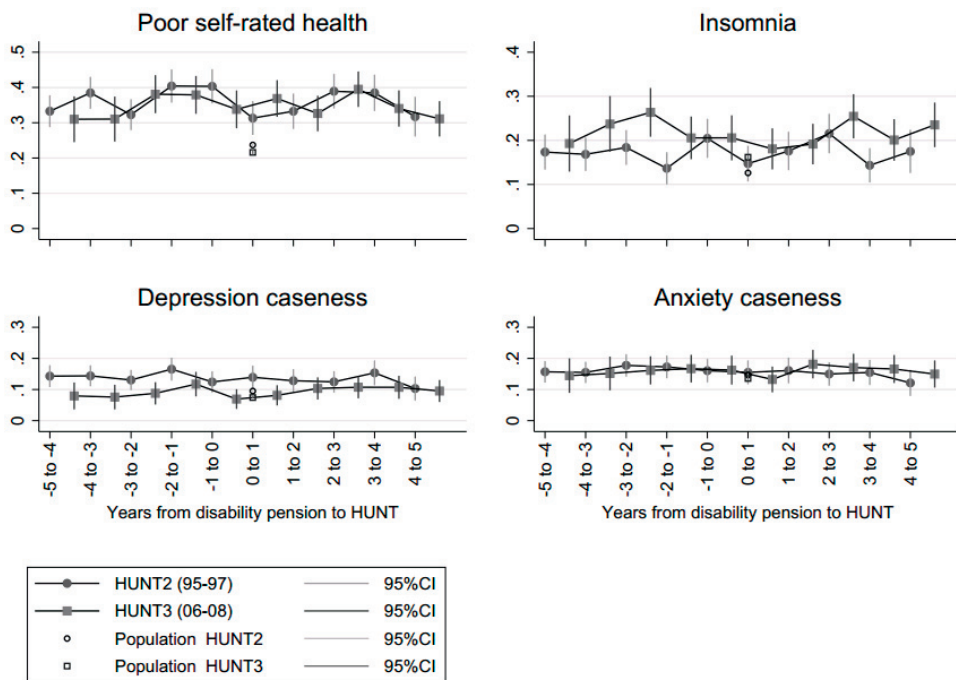 Poor self-rated health
.5
.4
.3
.2
.1
0
Insomnia
.4
.3
.2
.1
0
Depression caseness
.3
.2
.1
0
-5 to -4
-4 to -3
-3 to -2
-2 to -1
-1 to 0
0 to 1
1 to 2
2 to 3
3 to 4
4 to 5
Years from disability pension to HUNT
Anxiety caseness
.3
.2
.1
0
-5 to -4
-4 to -3
-3 to -2
-2 to -1
-1 to 0
0 to 1
1 to 2
2 to 3
3 to 4
4 to 5
Years from disability pension to HUNT
HUNT2 (95-97) 95%CI
HUNT3 (06-08) 95%CI
Population HUNT2 95%CI
Population HUNT3 95%CI